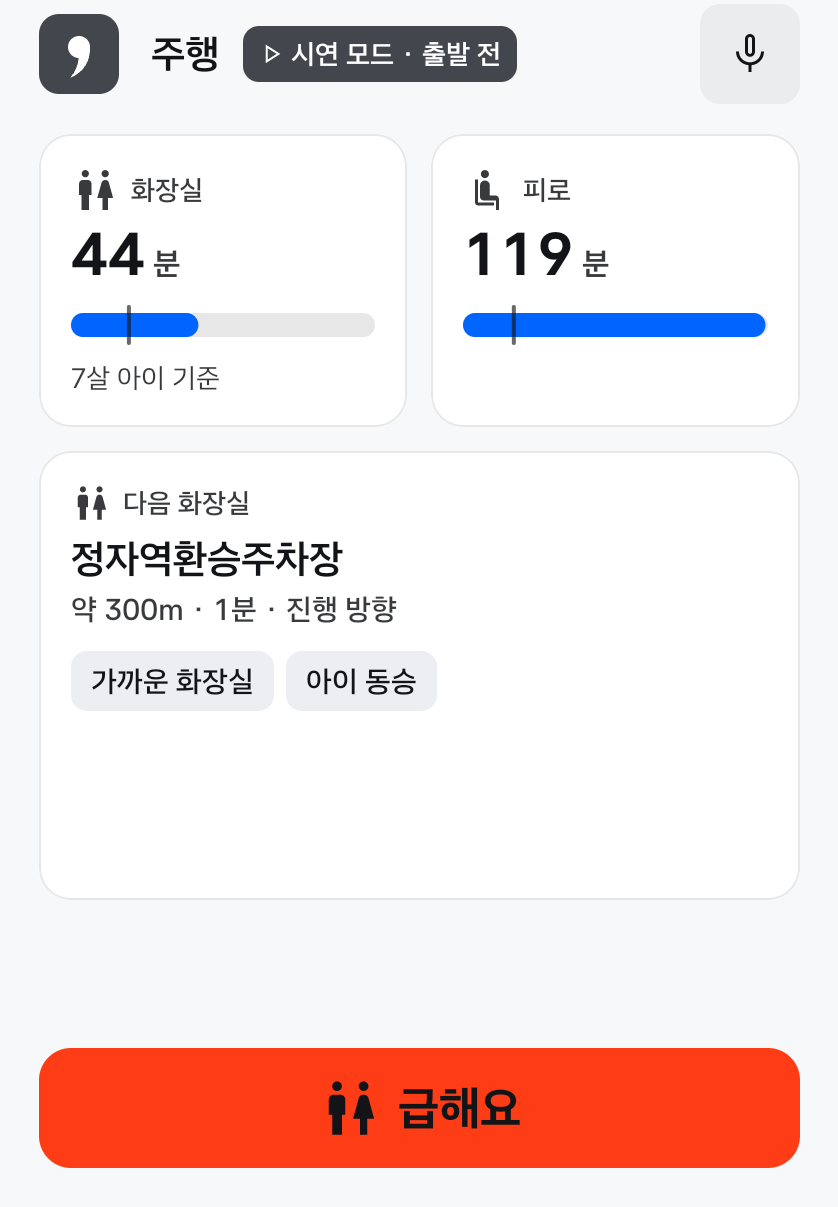 주행
시연 모드 · 출발 전
화장실
44 분
7살 아이 기준
피로
119 분
다음 화장실
정자역환승주차장
약 300m · 1분 · 진행 방향
가까운 화장실
아이 동승
급해요